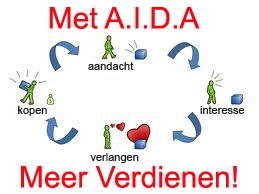 Met A.I.D.A
aandacht
kopen
interesse
verlangen
Meer Verdienen!